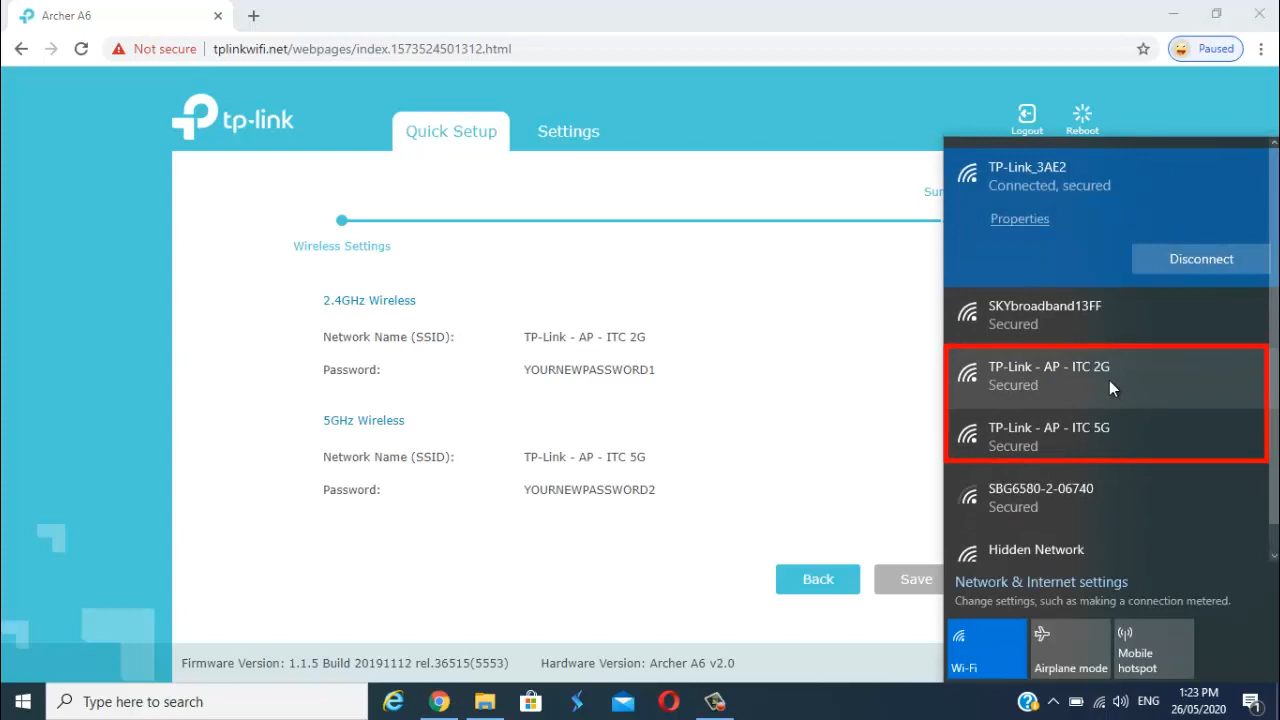 Archer A6
Not secure
tplinkwifi.net/webpages/index.1573524501312.html
Paused
tp-link
Quick Setup
Settings
Logout
Reboot
Wireless Settings
2.4GHz Wireless
Network Name (SSID): TP-Link - AP - ITC 2G
Password: YOURNEWPASSWORD1
5GHz Wireless
Network Name (SSID): TP-Link - AP - ITC 5G
Password: YOURNEWPASSWORD2
Back
Save
Firmware Version: 1.1.5 Build 20191112 rel.36515(5553)
Hardware Version: Archer A6 v2.0
TP-Link_3AE2
Connected, secured
Properties
Disconnect
SKYbroadband13FF
Secured
TP-Link - AP - ITC 2G
Secured
TP-Link - AP - ITC 5G
Secured
SBG6580-2-06740
Secured
Hidden Network
Network & Internet settings
Change settings, such as making a connection metered.
Wi-Fi
Airplane mode
Mobile
hotspot
Type here to search
ENG
1:23 PM
26/05/2020
1